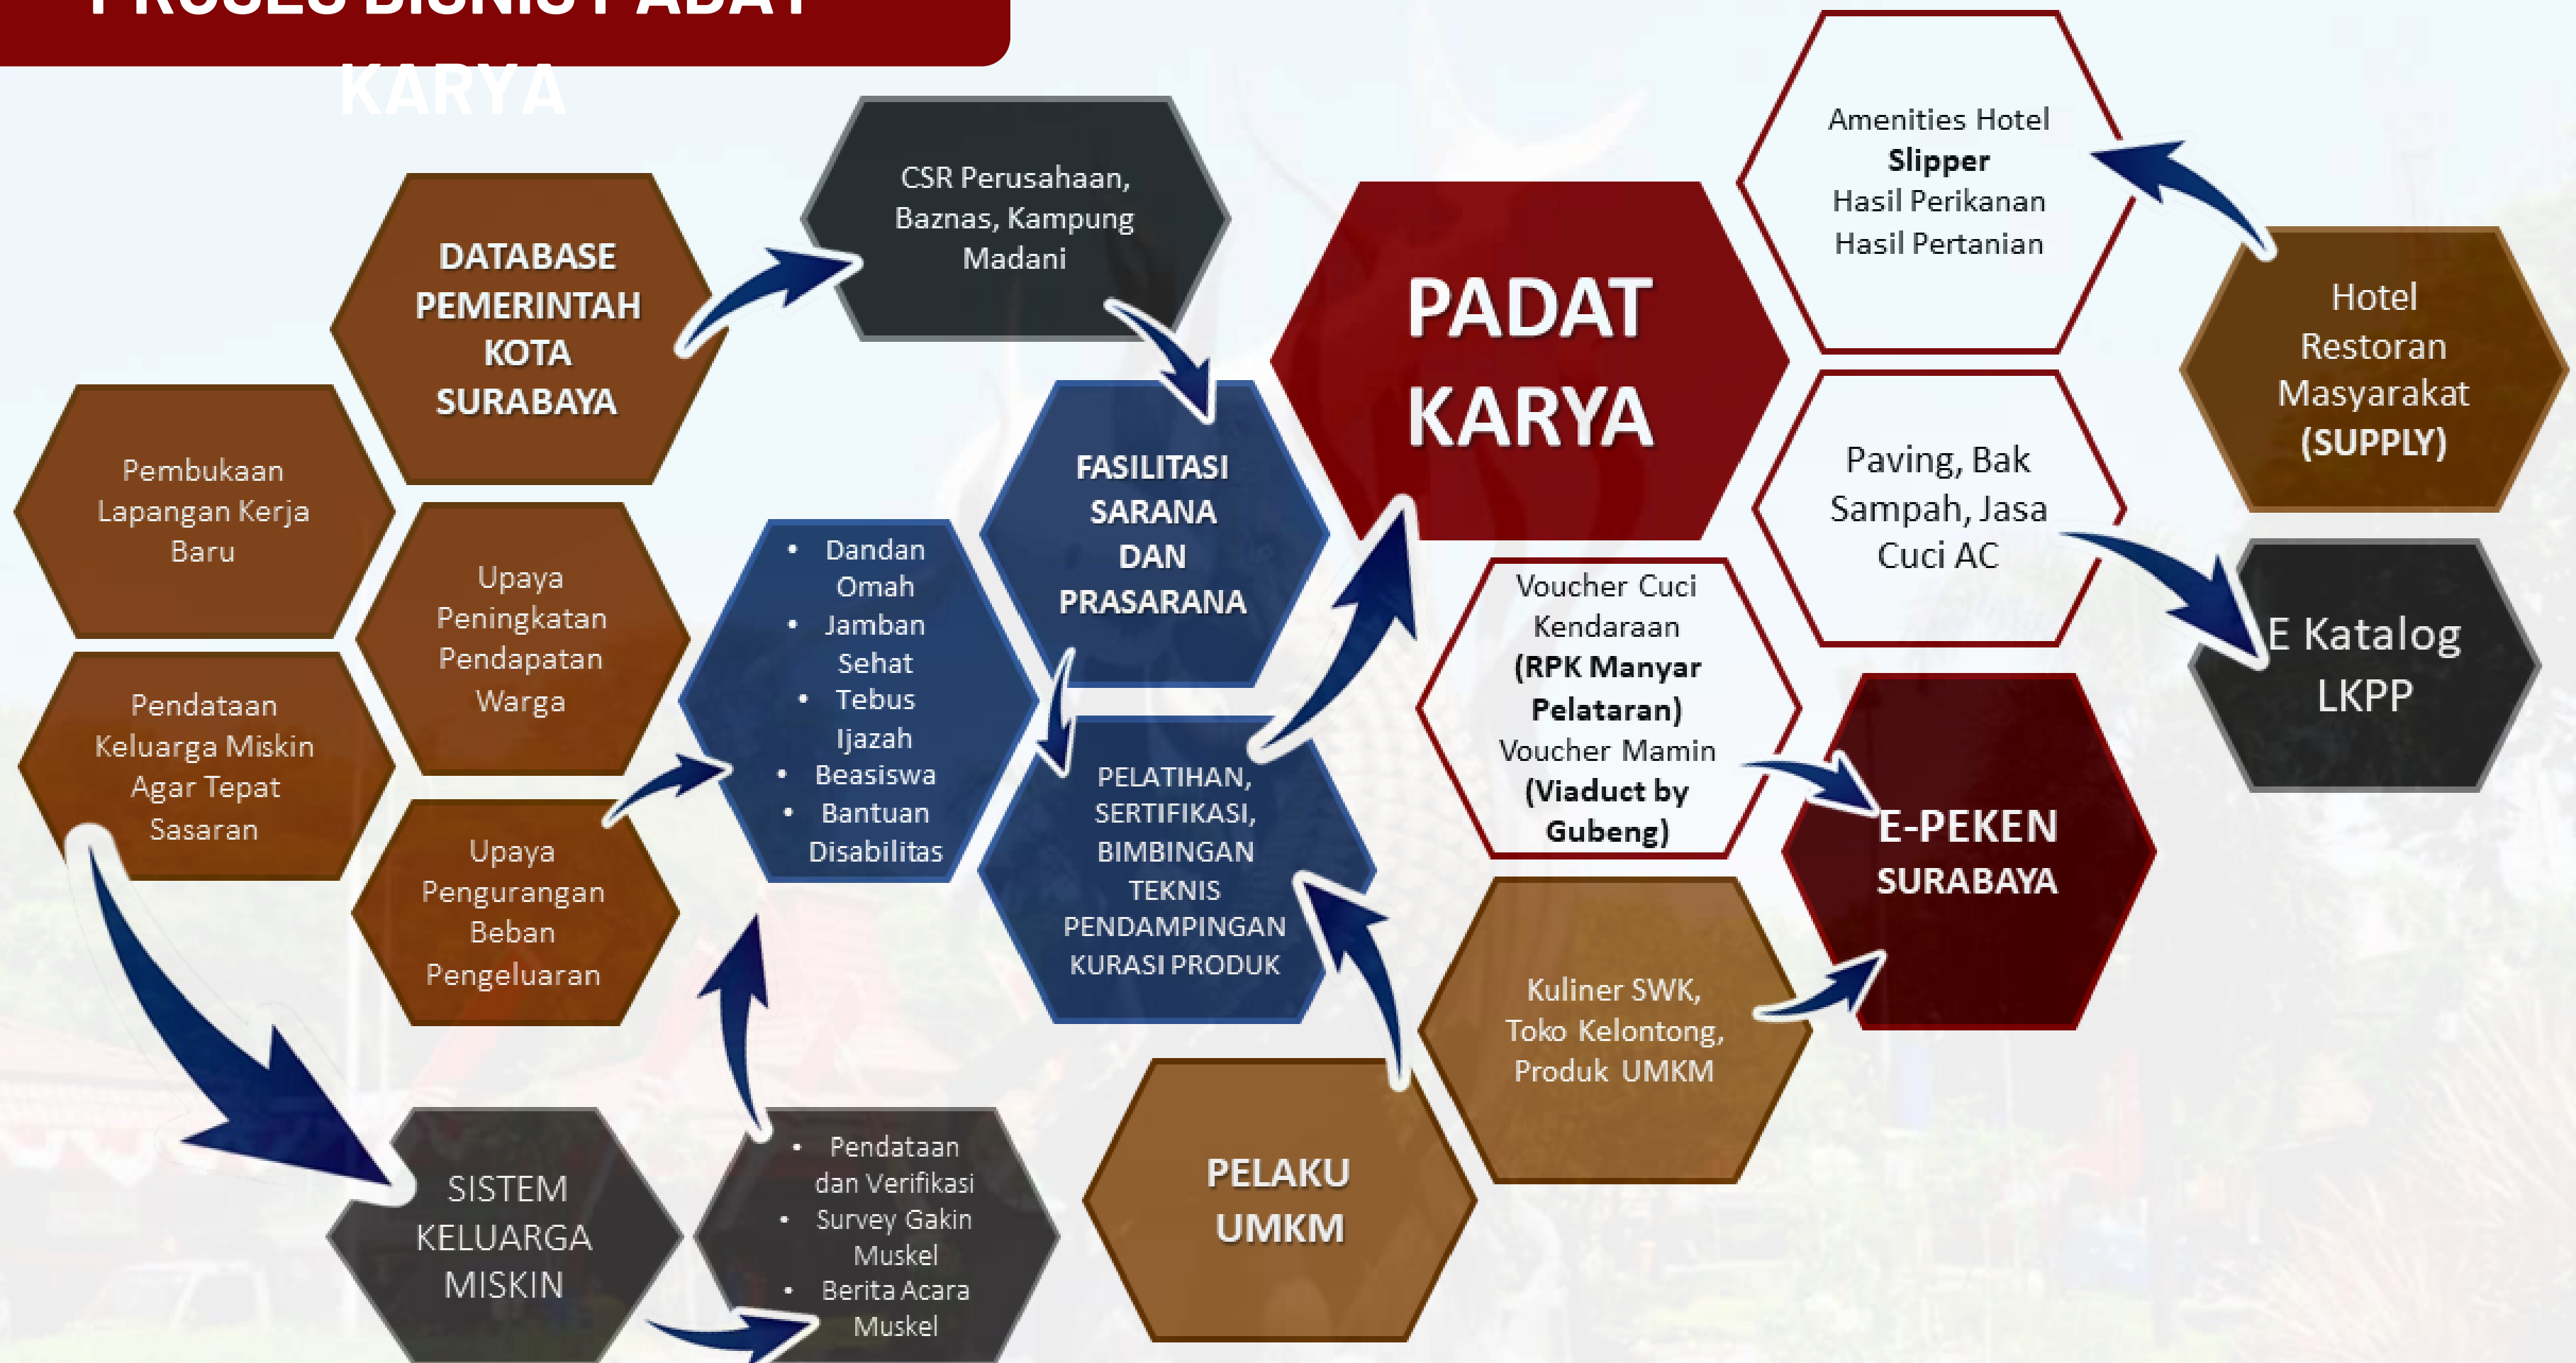 PROSES BISNIS PADAT
KARYA
DATABASE
PEMERINTAH
KOTA
SURABAYA
CSR Perusahaan,
Baznas, Kampung
Madani
Pembukaan
Lapangan Kerja
Baru
Upaya
Peningkatan
Pendapatan
Warga
Pendataan
Keluarga Miskin
Agar Tepat
Sasaran
Upaya
Pengurangan
Beban
Pengeluaran
• Dandan
Omah
• Jamban
Sehat
• Tebus
Ijazah
• Beasiswa
• Bantuan
Disabilitas
FASILITASI
SARANA
DAN
PRASARANA
PELATIHAN,
SERTIFIKASI,
BIMBINGAN
TEKNIS
PENDAMPINGAN
KURASI PRODUK
SISTEM
KELUARGA
MISKIN
• Pendataan
dan Verifikasi
• Survey Gakin
Muskel
• Berita Acara
Muskel
PELAKU
UMKM
PADAT
KARYA
Amenities Hotel
Slipper
Hasil Perikanan
Hasil Pertanian
Hotel
Restoran
Masyarakat
(SUPPLY)
Paving, Bak
Sampah, Jasa
Cuci AC
E Katalog
LKPP
Voucher Cuci
Kendaraan
(RPK Manyar
Pelataran)
Voucher Mamin
(Viaduct by
Gubeng)
E-PEKEN
SURABAYA
Kuliner SWK,
Toko Kelontong,
Produk UMKM